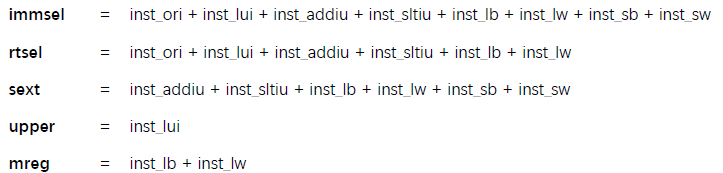 immsel = inst_ori + inst_lui + inst_addiu + inst_sltiu + inst_lb + inst_lw + inst_sb + inst_sw
rtsel = inst_ori + inst_lui + inst_addiu + inst_sltiu + inst_lb + inst_lw
sext = inst_addiu + inst_sltiu + inst_lb + inst_lw + inst_sb + inst_sw
upper = inst_lui
mreg = inst_lb + inst_lw